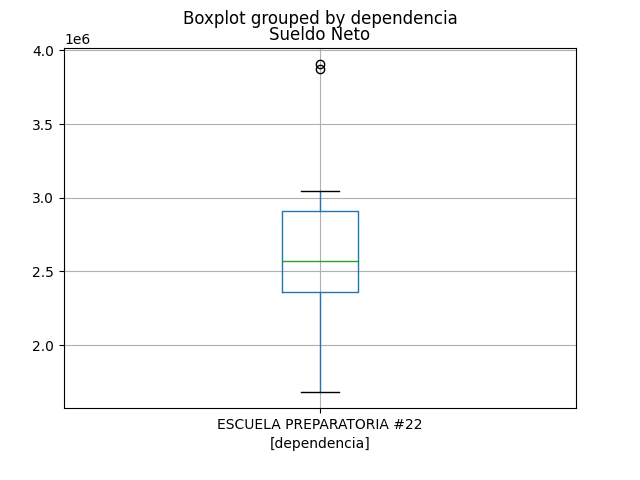 Boxplot grouped by dependencia
Sueldo Neto
1e6
4.0
3.5
3.0
2.5
2.0
ESCUELA PREPARATORIA #22
[dependencia]